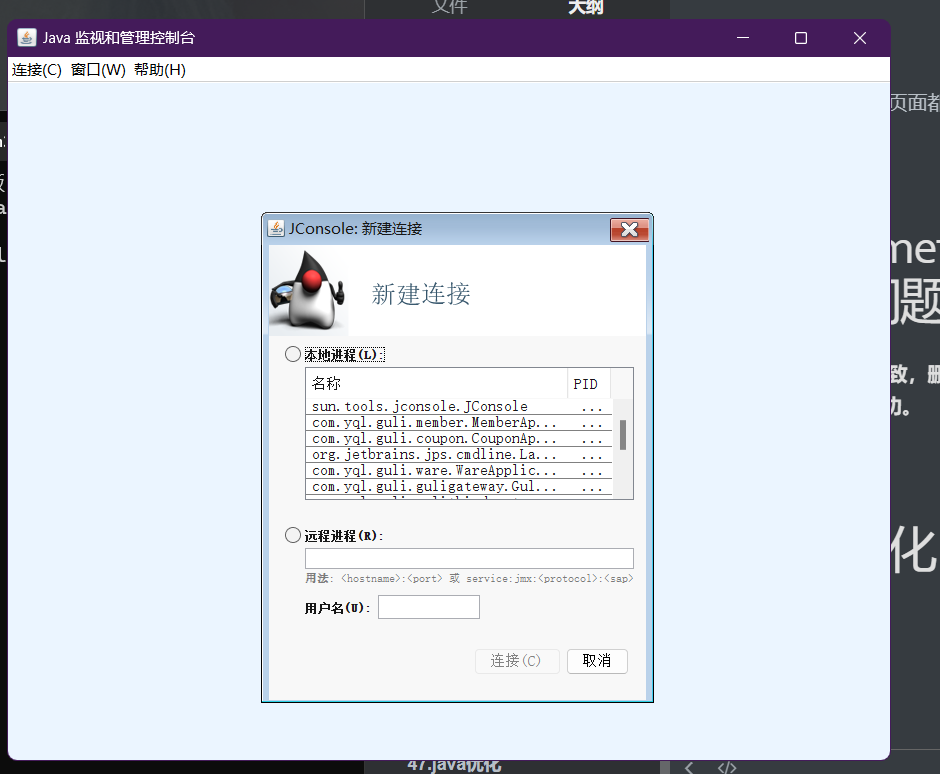 文件
大纲
Java 监视和管理控制台
连接(C) 窗口(W) 帮助(H)
页面都
JConsole: 新建连接
新建连接
本地进程(L):
名称 PID
sun.tools.jconsole.JConsole ...
com.yql.guli.member.MemberAp... ...
com.yql.guli.coupon.CouponAp... ...
org.jetbrains.jps.cmdline.La... ...
com.yql.guli.ware.WareApplic... ...
com.yql.guli.guligateway.Gul... ...
远程进程(R):
用法: <hostname>:<port> 或 service:jmx:<protocol>:<sap>
用户名(U):
连接(C) 取消
met
问题
致，删
功。
化
47.java优化